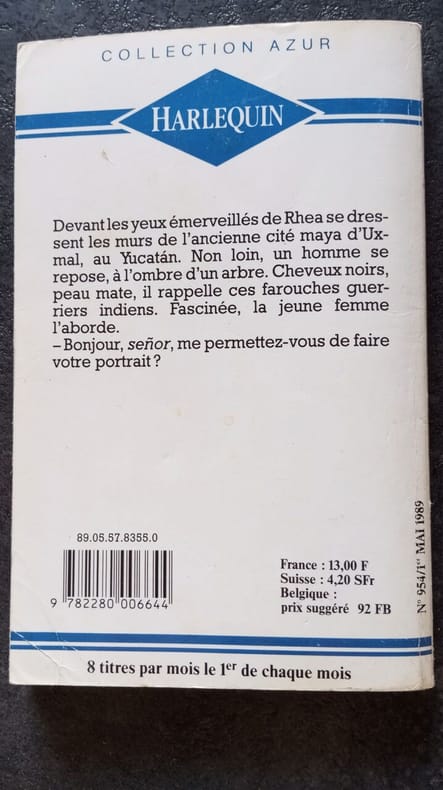 COLLECTION AZUR
HARLEQUIN
Devant les yeux émerveillés de Rhea se dres-
sent les murs de l'ancienne cité maya d'Ux-
mal, au Yucatán. Non loin, un homme se
repose, à l'ombre d'un arbre. Cheveux noirs,
peau mate, il rappelle ces farouches guer-
riers indiens. Fascinée, la jeune femme
l'aborde.
– Bonjour, señor, me permettez-vous de faire
votre portrait ?
89.05.57.8355.0
9 782280 006644
France : 13,00 F
Suisse : 4,20 SFr
Belgique :
prix suggéré 92 FB
N° 954/1er MAI 1989
8 titres par mois le 1er de chaque mois